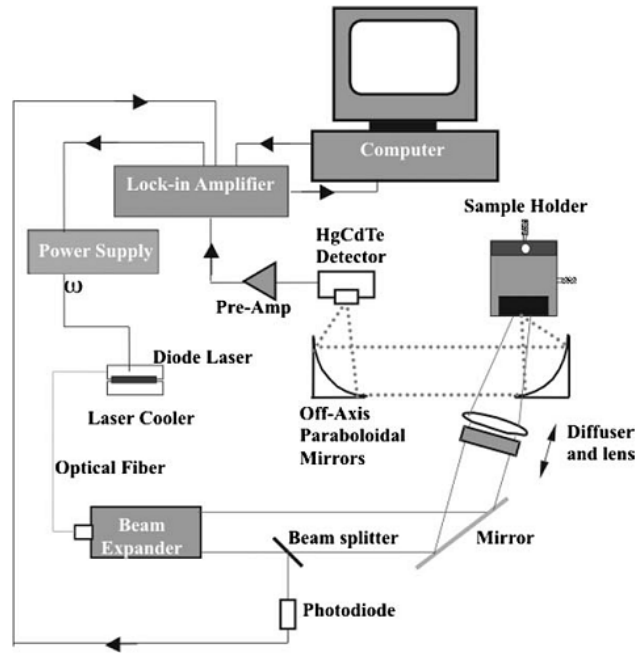 Computer
Lock-in Amplifier
Sample Holder
HgCdTe
Detector
Power Supply
ω
Pre-Amp
Diode Laser
Laser Cooler
Off-Axis
Paraboloidal
Mirrors
Diffuser
and lens
Optical Fiber
Beam
Expander
Beam splitter
Mirror
Photodiode